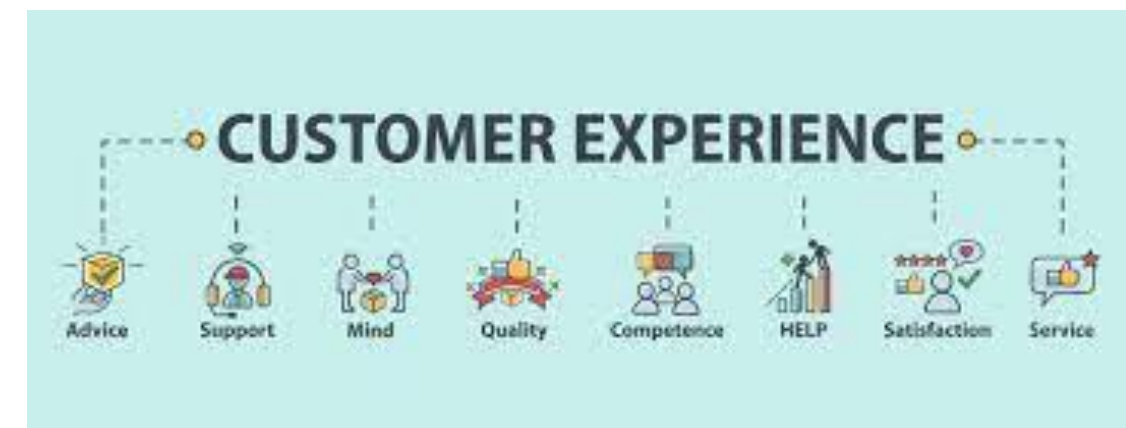 CUSTOMER EXPERIENCE
Advice Support Mind Quality Competence HELP Satisfaction Service